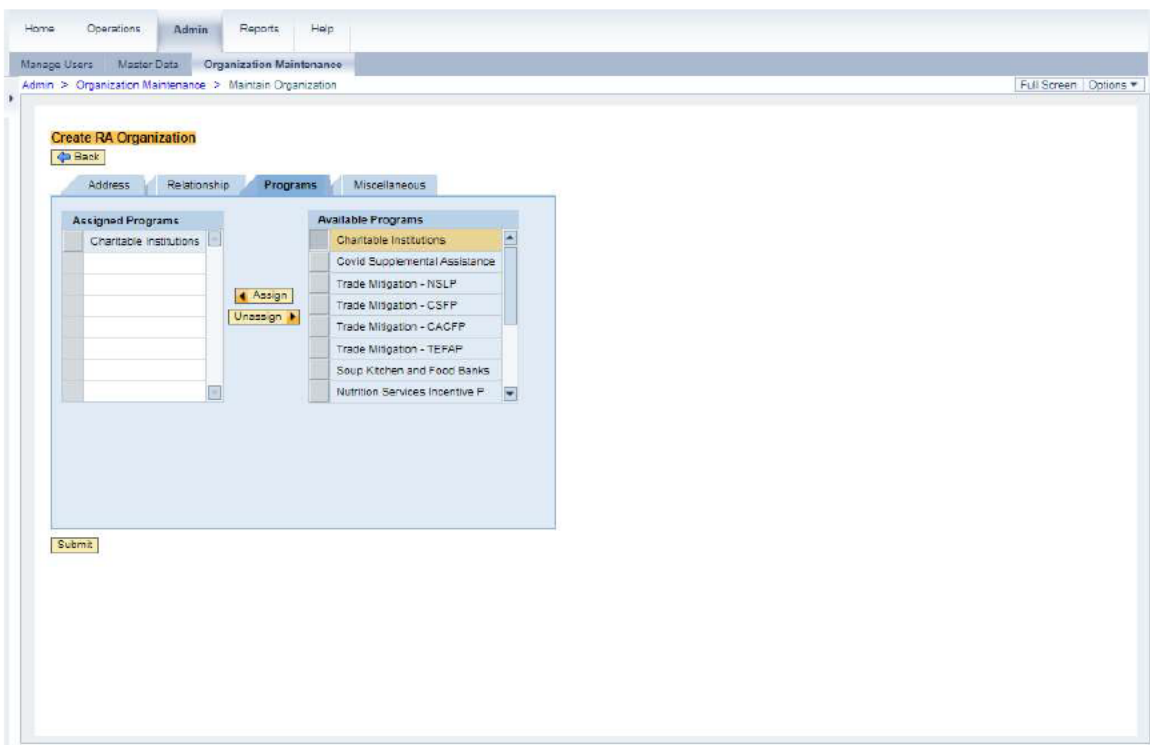 Home Operations Admin Reports Help
Manage Users Master Data Organization Maintenance
Admin > Organization Maintenance > Maintain Organization Full Screen Options
Create RA Organization
Back
Address Relationship Programs Miscellaneous
Assigned Programs
Charitable Institutions
Assign
Unassign
Available Programs
Charitable Institutions
Covid Supplemental Assistance
Trade Mitigation - NSLP
Trade Mitigation - CSFP
Trade Mitigation - CACFP
Trade Mitigation - TEFAP
Soup Kitchen and Food Banks
Nutrition Services Incentive P
Submit